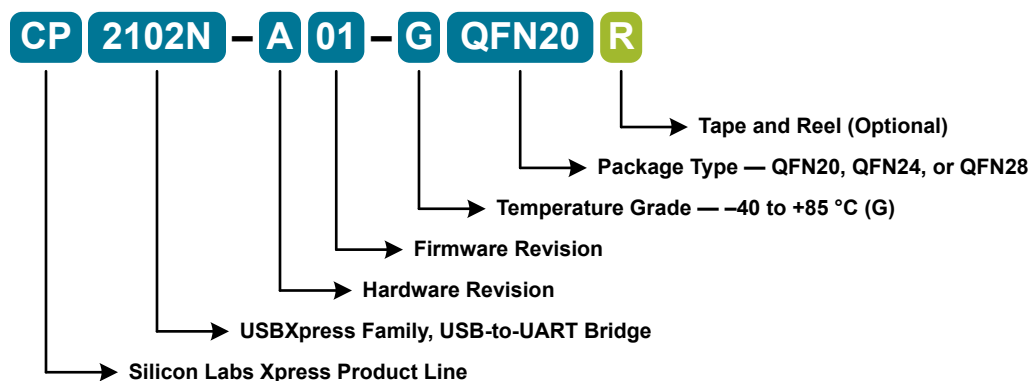 CP 2102N – A 01 – G QFN20 R
Tape and Reel (Optional)
Package Type — QFN20, QFN24, or QFN28
Temperature Grade — –40 to +85 °C (G)
Firmware Revision
Hardware Revision
USBXpress Family, USB-to-UART Bridge
Silicon Labs Xpress Product Line